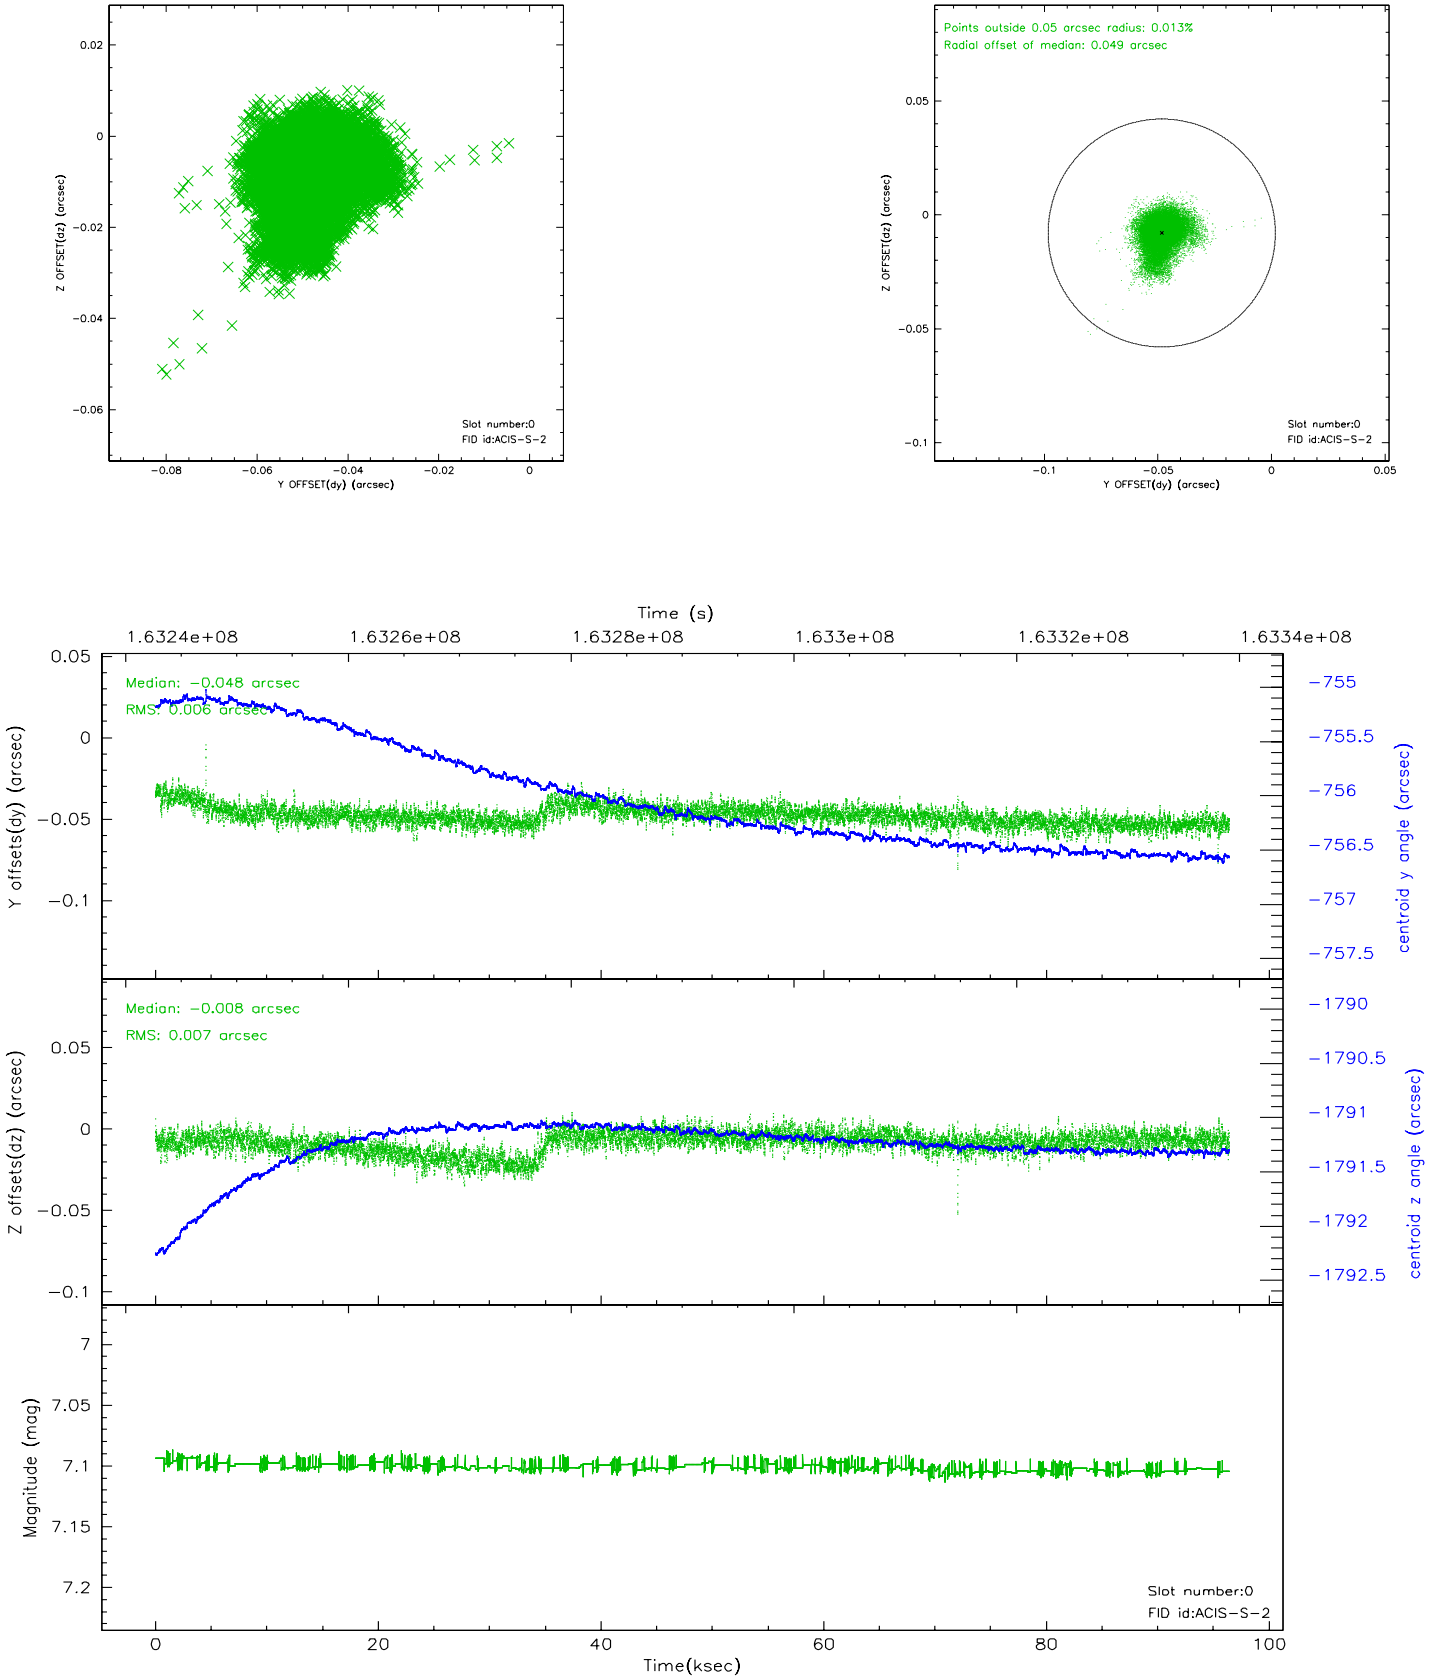 0.02
0
−0.02
−0.04
−0.06
Z OFFSET(dz) (arcsec)
−0.08
−0.06
−0.04
−0.02
0
Y OFFSET(dy) (arcsec)
Slot number:0
FID id:ACIS−S−2
Points outside 0.05 arcsec radius: 0.013%
Radial offset of median: 0.049 arcsec
0.05
0
−0.05
−0.1
Z OFFSET(dz) (arcsec)
−0.1
−0.05
0
0.05
Y OFFSET(dy) (arcsec)
Slot number:0
FID id:ACIS−S−2
Time (s)
1.6324e+08
1.6326e+08
1.6328e+08
1.633e+08
1.6332e+08
1.6334e+08
Median: −0.048 arcsec
RMS: 0.006 arcsec
0.05
0
−0.05
−0.1
Y offsets(dy) (arcsec)
−755
−755.5
−756
−756.5
−757
−757.5
centroid y angle (arcsec)
Median: −0.008 arcsec
RMS: 0.007 arcsec
0.05
0
−0.05
−0.1
Z offsets(dz) (arcsec)
−1790
−1790.5
−1791
−1791.5
−1792
−1792.5
centroid z angle (arcsec)
7
7.05
7.1
7.15
7.2
Magnitude (mag)
Slot number:0
FID id:ACIS−S−2
0
20
40
60
80
100
Time(ksec)